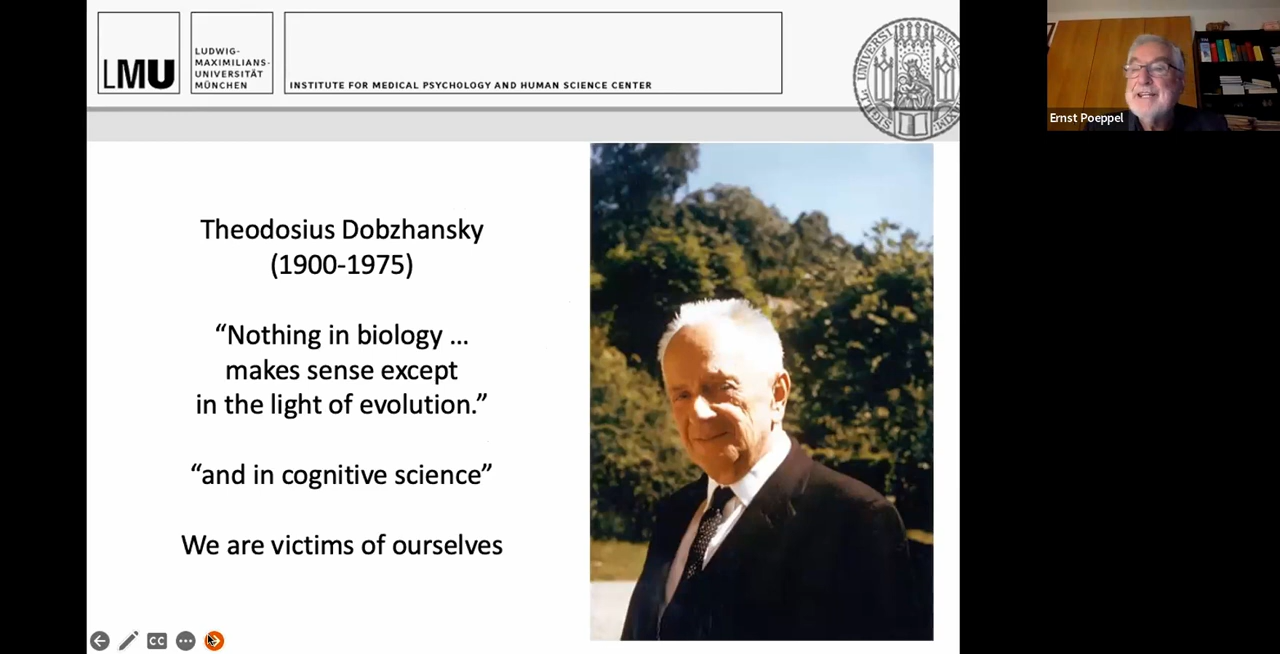 LMU
LUDWIG-
MAXIMILIANS-
UNIVERSITÄT
MÜNCHEN
INSTITUTE FOR MEDICAL PSYCHOLOGY AND HUMAN SCIENCE CENTER
Ernst Poeppel
Theodosius Dobzhansky
(1900-1975)
“Nothing in biology ...
makes sense except
in the light of evolution.”
“and in cognitive science”
We are victims of ourselves
CC